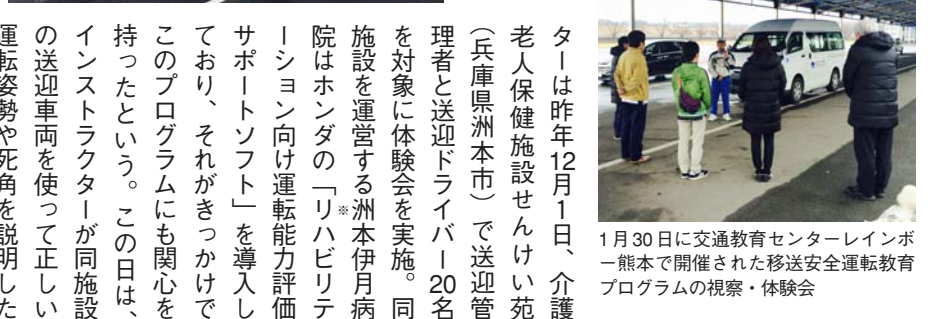 ターは昨年12月1日、介護
老人保健施設せんけい苑
（兵庫県洲本市）で送迎管
理者と送迎ドライバー20名
を対象に体験会を実施。同
施設を運営する※洲本伊月病
院はホンダの「リハビリテ
ーション向け運転能力評価
サポートソフト」を導入し
ており、それがきっかけで
このプログラムにも関心を
持ったという。この日は、
インストラクターが同施設
の送迎車両を使って正しい
運転姿勢や死角を説明した
1月30日に交通教育センターレインボ
ー熊本で開催された移送安全運転教育
プログラムの視察・体験会